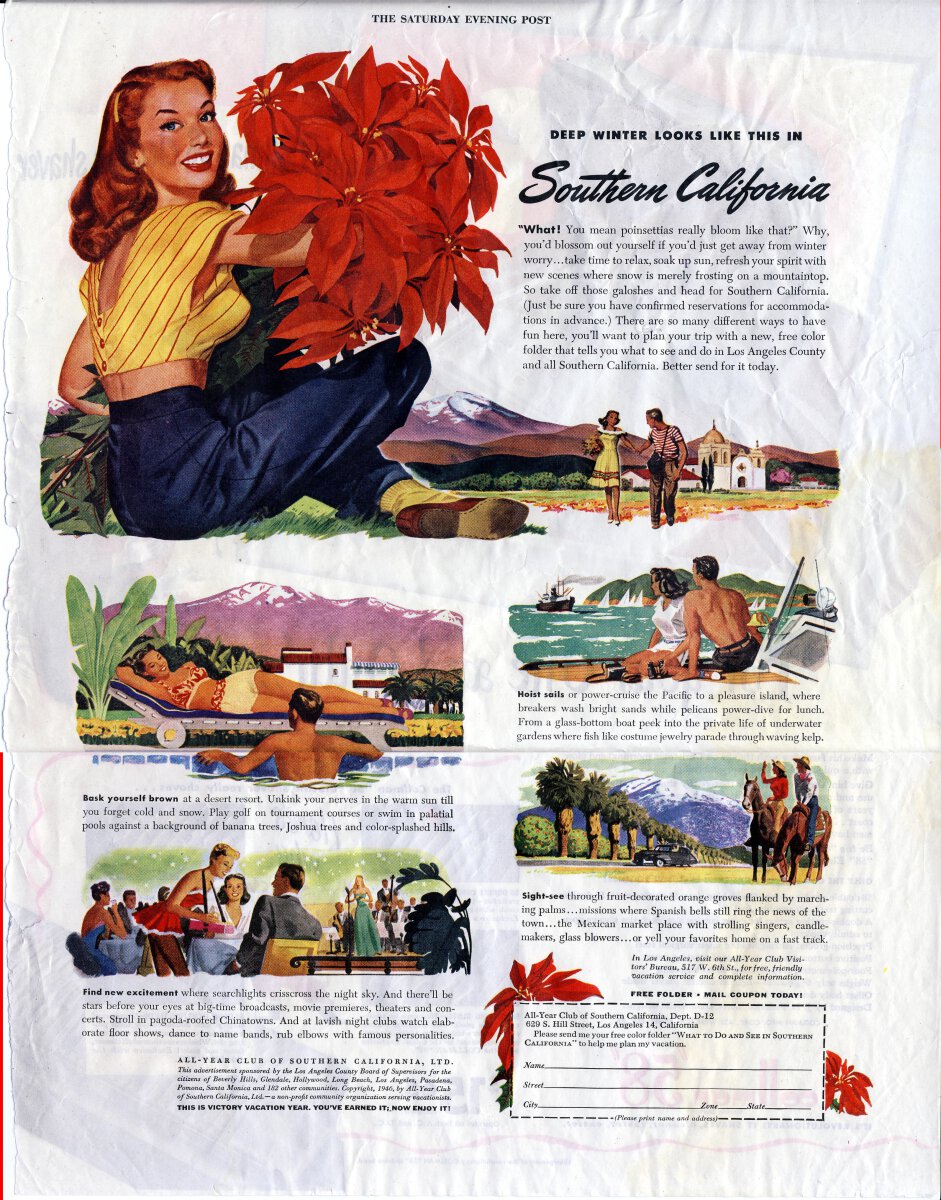 THE SATURDAY EVENING POST
DEEP WINTER LOOKS LIKE THIS IN
Southern California
"What! You mean poinsettias really bloom like that?" Why,
you'd blossom out yourself if you'd just get away from winter
worry...take time to relax, soak up sun, refresh your spirit with
new scenes where snow is merely frosting on a mountaintop.
So take off those galoshes and head for Southern California.
(Just be sure you have confirmed reservations for accommoda-
tions in advance.) There are so many different ways to have
fun here, you'll want to plan your trip with a new, free color
folder that tells you what to see and do in Los Angeles County
and all Southern California. Better send for it today.
Hoist sails or power-cruise the Pacific to a pleasure island, where
breakers wash bright sands while pelicans power-dive for lunch.
From a glass-bottom boat peek into the private life of underwater
gardens where fish like costume jewelry parade through waving kelp.
Bask yourself brown at a desert resort. Unkink your nerves in the warm sun till
you forget cold and snow. Play golf on tournament courses or swim in palatial
pools against a background of banana trees, Joshua trees and color-splashed hills.
Sight-see through fruit-decorated orange groves flanked by march-
ing palms...missions where Spanish bells still ring the news of the
town...the Mexican market place with strolling singers, candle-
makers, glass blowers...or yell your favorites home on a fast track.
Find new excitement where searchlights crisscross the night sky. And there'll be
stars before your eyes at big-time broadcasts, movie premieres, theaters and con-
certs. Stroll in pagoda-roofed Chinatowns. And at lavish night clubs watch elab-
orate floor shows, dance to name bands, rub elbows with famous personalities.
In Los Angeles, visit our All-Year Club Visi-
tors' Bureau, 517 W. 6th St., for free, friendly
vacation service and complete information.
FREE FOLDER • MAIL COUPON TODAY!
All-Year Club of Southern California, Dept. D-12
629 S. Hill Street, Los Angeles 14, California
Please send me your free color folder "WHAT TO DO AND SEE IN SOUTHERN
CALIFORNIA" to help me plan my vacation.
Name
Street
City Zone State
(Please print name and address)
ALL-YEAR CLUB OF SOUTHERN CALIFORNIA, LTD.
This advertisement sponsored by the Los Angeles County Board of Supervisors for the
citizens of Beverly Hills, Glendale, Hollywood, Long Beach, Los Angeles, Pasadena,
Pomona, Santa Monica and 182 other communities. Copyright, 1946, by All-Year Club
of Southern California, Ltd.—a non-profit community organization serving vacationists.
THIS IS VICTORY VACATION YEAR. YOU'VE EARNED IT; NOW ENJOY IT!